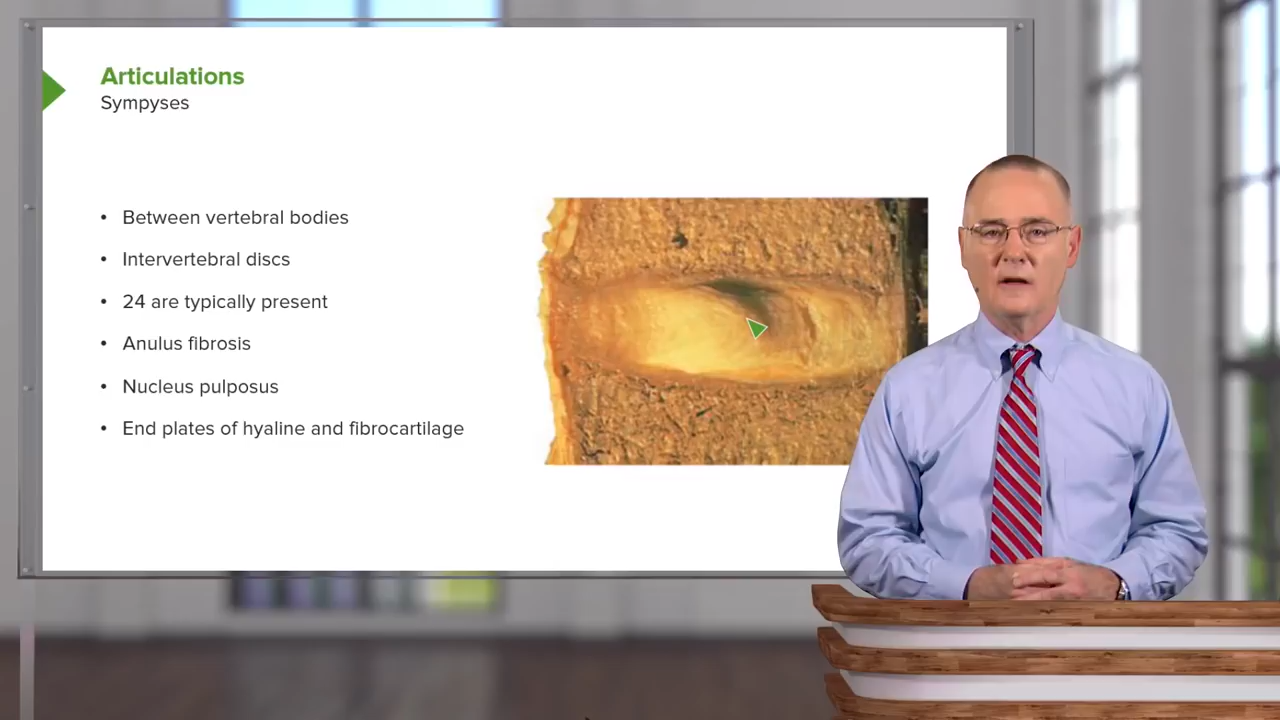 Articulations
Sympyses
• Between vertebral bodies
• Intervertebral discs
• 24 are typically present
• Anulus fibrosis
• Nucleus pulposus
• End plates of hyaline and fibrocartilage